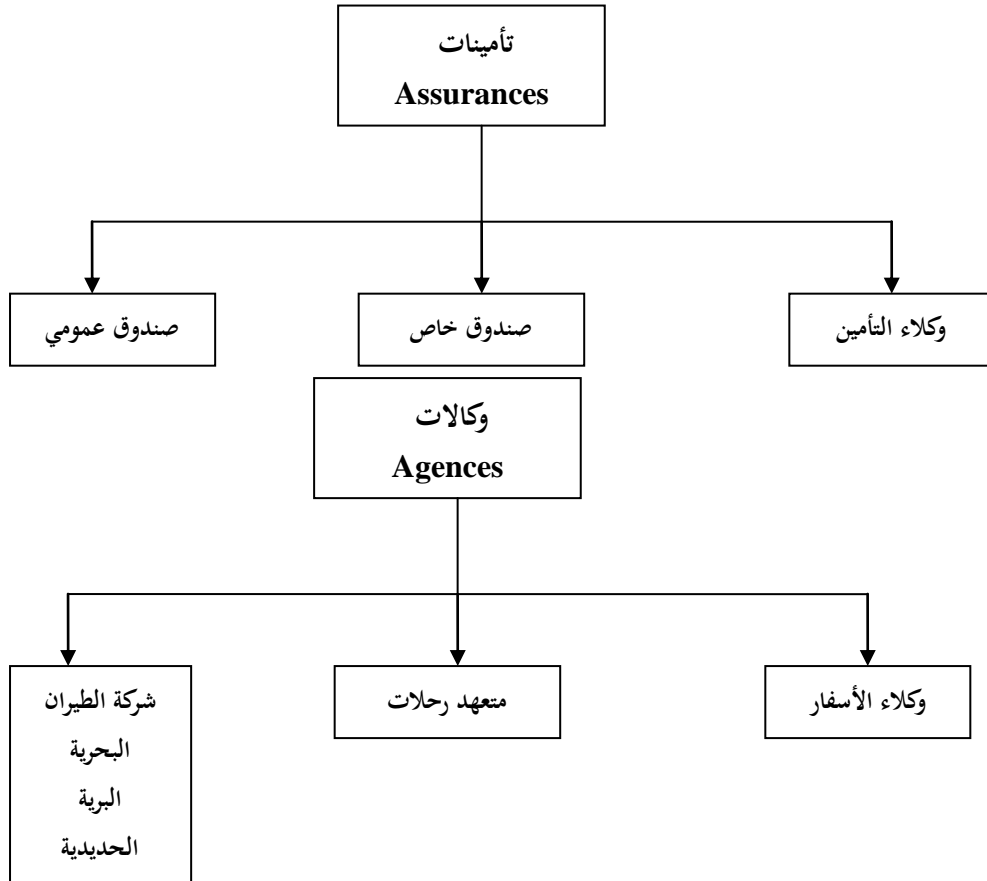 تأمينات
Assurances
وكلاء التأمين
صندوق خاص
صندوق عمومي
وكالات
Agences
وكلاء الأسفار
متعهد رحلات
شركة الطيران
البحرية
البرية
الحديدية